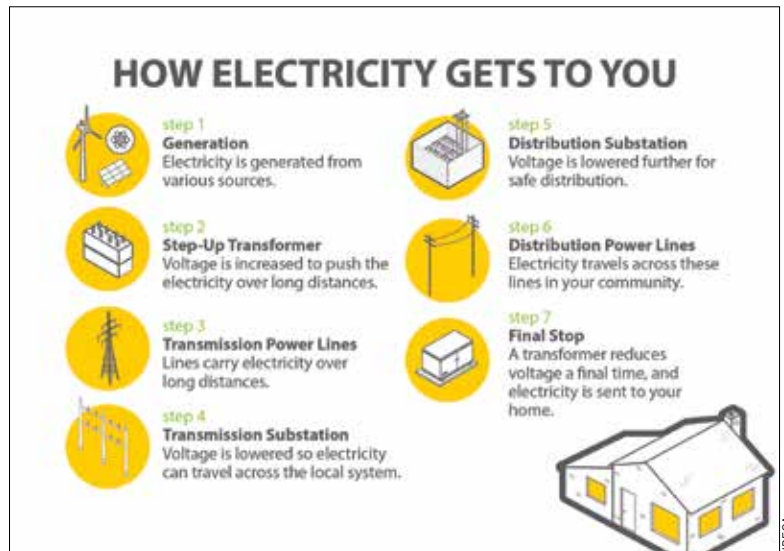 HOW ELECTRICITY GETS TO YOU
step 1
Generation
Electricity is generated from
various sources.
step 2
Step-Up Transformer
Voltage is increased to push the
electricity over long distances.
step 3
Transmission Power Lines
Lines carry electricity over
long distances.
step 4
Transmission Substation
Voltage is lowered so electricity
can travel across the local system.
step 5
Distribution Substation
Voltage is lowered further for
safe distribution.
step 6
Distribution Power Lines
Electricity travels across these
lines in your community.
step 7
Final Stop
A transformer reduces
voltage a final time, and
electricity is sent to your
home.